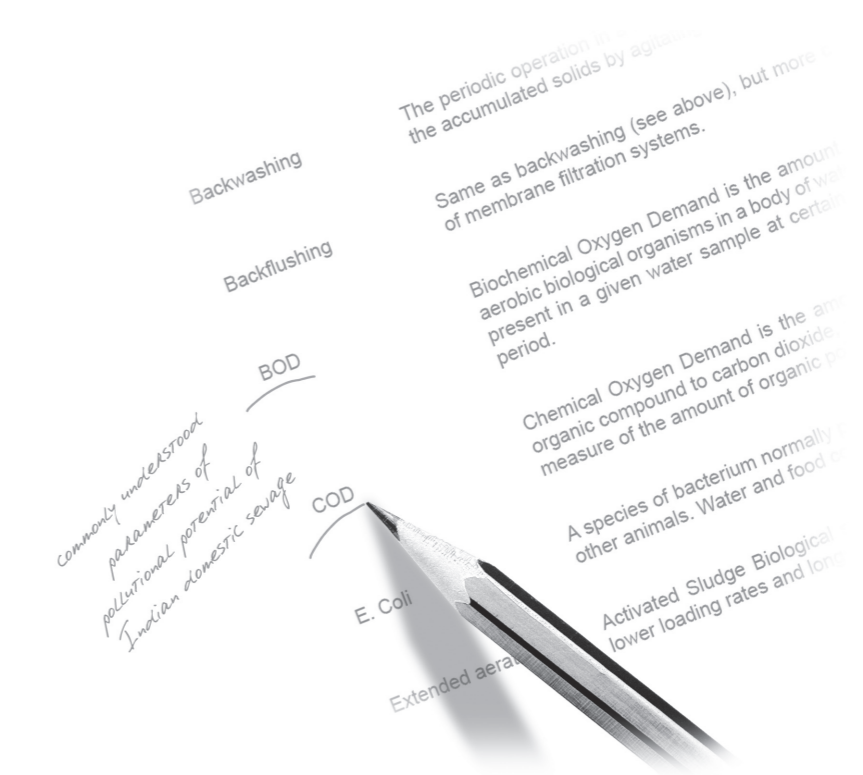 The periodic operation in
the accumulated solids by
Backwashing
Same as backwashing (see above), but more
of membrane filtration systems.
Backflushing
Biochemical Oxygen Demand is the amount
aerobic biological organisms in a body of
present in a given water sample at certain
period.
BOD
Chemical Oxygen Demand is the
organic compound to carbon dioxide
measure of the amount of organic
COD
commonly understood
parameters of
pollutional potential of
Indian domestic sewage
A species of bacterium normally
other animals. Water and food
E. Coli
Activated Sludge Biological
lower loading rates and
Extended